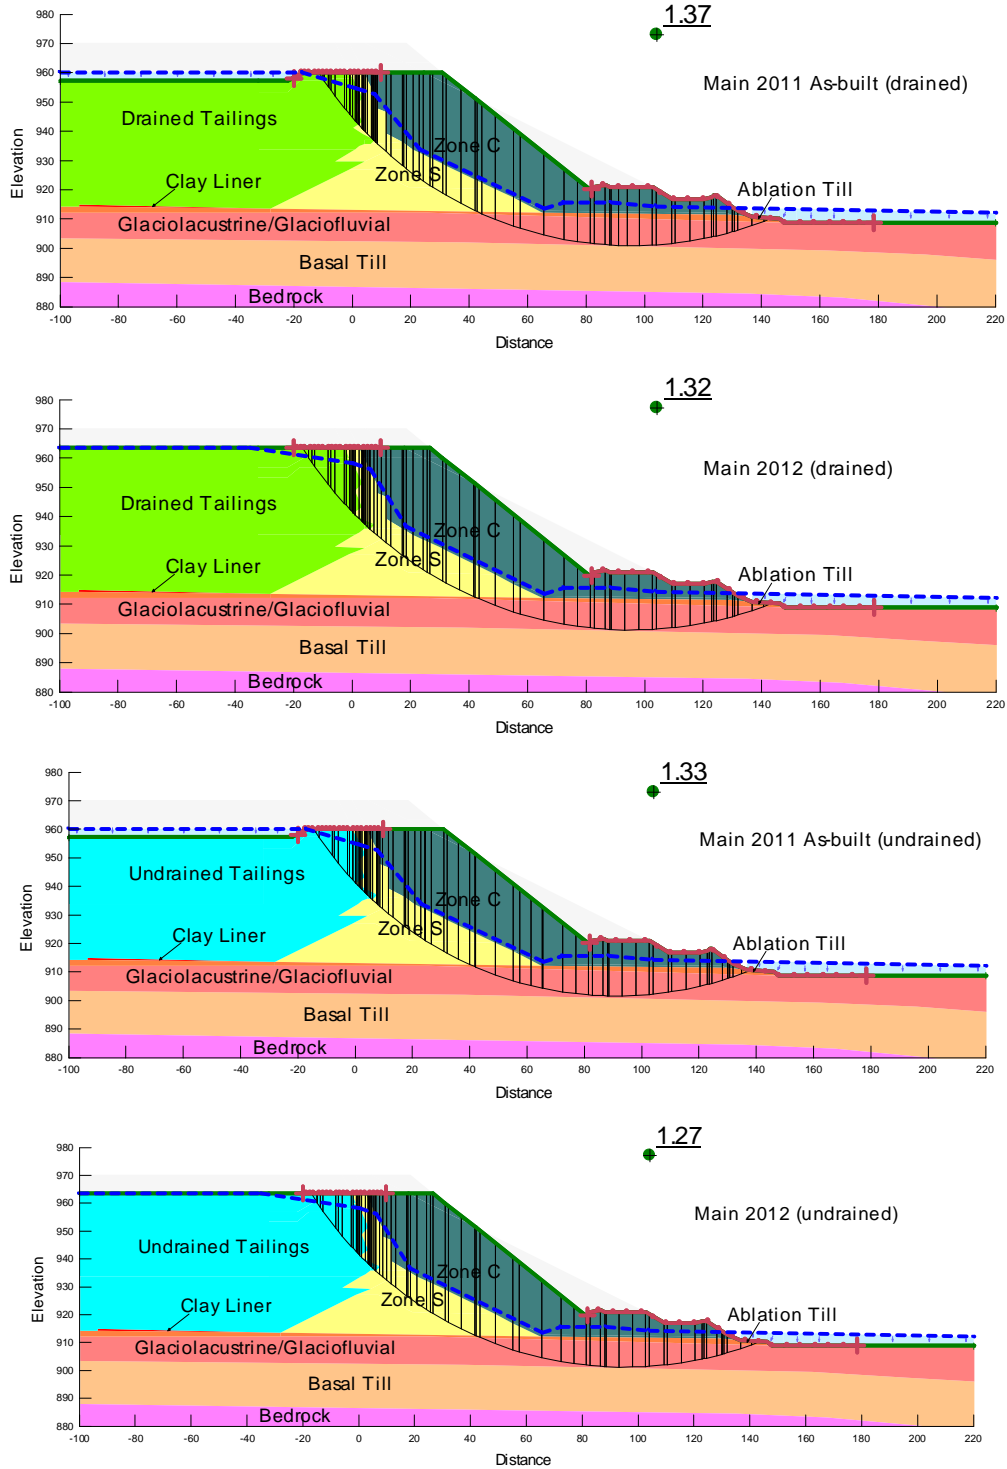 1.37
980
970
960
950
940
930
920
910
900
890
880
Elevation
Main 2011 As-built (drained)
Drained Tailings
Zone C
Zone S
Clay Liner
Ablation Till
Glaciolacustrine/Glaciofluvial
Basal Till
Bedrock
-100 -80 -60 -40 -20 0 20 40 60 80 100 120 140 160 180 200 220
Distance
1.32
980
970
960
950
940
930
920
910
900
890
880
Elevation
Main 2012 (drained)
Drained Tailings
Zone C
Zone S
Clay Liner
Ablation Till
Glaciolacustrine/Glaciofluvial
Basal Till
Bedrock
-100 -80 -60 -40 -20 0 20 40 60 80 100 120 140 160 180 200 220
Distance
1.33
980
970
960
950
940
930
920
910
900
890
880
Elevation
Main 2011 As-built (undrained)
Undrained Tailings
Zone C
Zone S
Clay Liner
Ablation Till
Glaciolacustrine/Glaciofluvial
Basal Till
Bedrock
-100 -80 -60 -40 -20 0 20 40 60 80 100 120 140 160 180 200 220
Distance
1.27
980
970
960
950
940
930
920
910
900
890
880
Elevation
Main 2012 (undrained)
Undrained Tailings
Zone C
Zone S
Clay Liner
Ablation Till
Glaciolacustrine/Glaciofluvial
Basal Till
Bedrock
-100 -80 -60 -40 -20 0 20 40 60 80 100 120 140 160 180 200 220
Distance